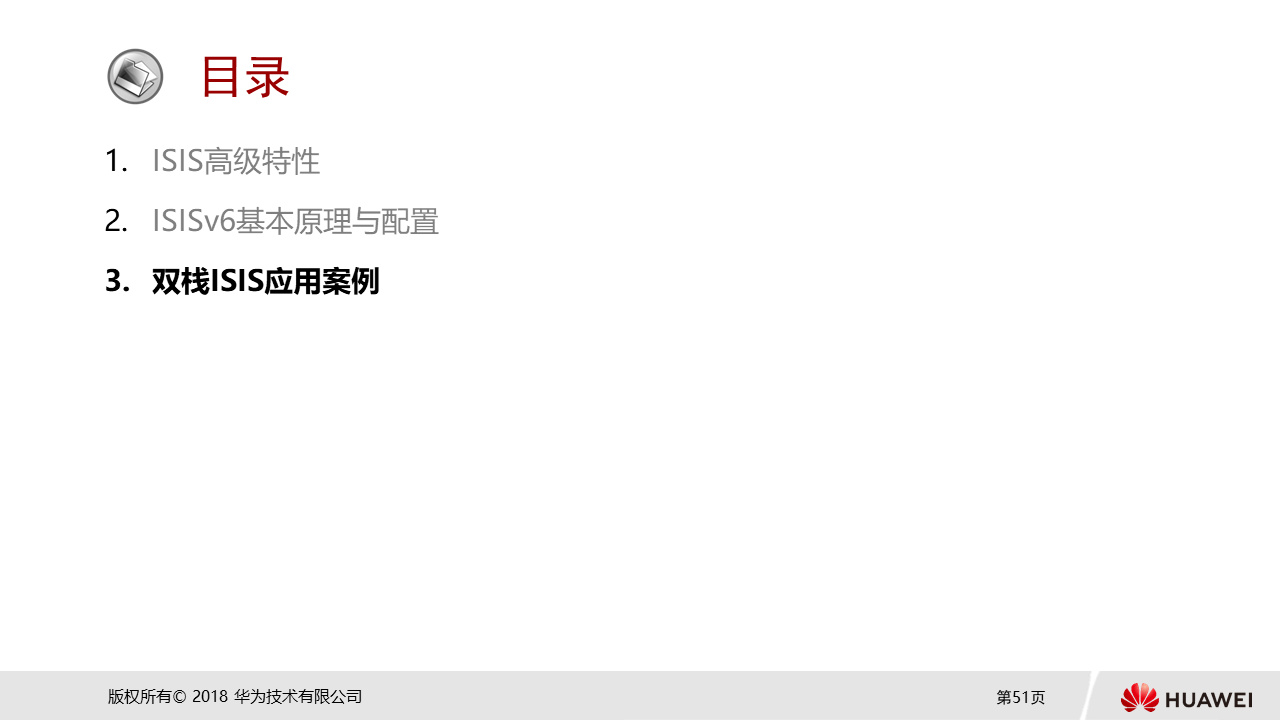 目录
1. ISIS高级特性
2. ISISv6基本原理与配置
3. 双栈ISIS应用案例
版权所有© 2018 华为技术有限公司
第51页
HUAWEI